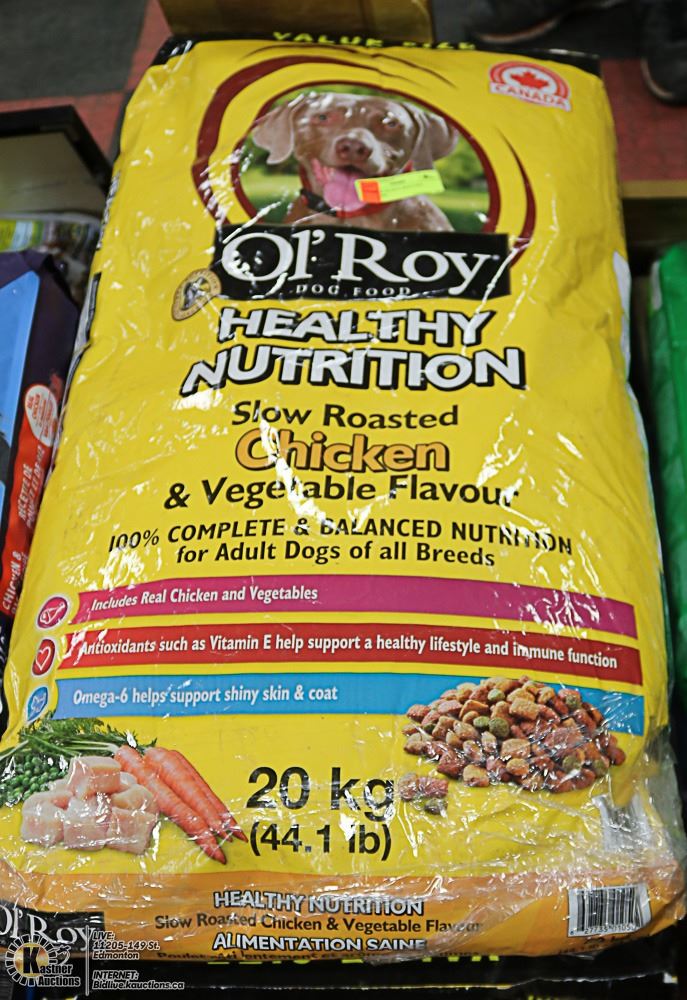 VALUE SIZE
CANADA
Ol' Roy
DOG FOOD
HEALTHY
NUTRITION
Slow Roasted
Chicken
& Vegetable Flavour
100% COMPLETE & BALANCED NUTRITION
for Adult Dogs of all Breeds
Includes Real Chicken and Vegetables
Antioxidants such as Vitamin E help support a healthy lifestyle and immune function
Omega-6 helps support shiny skin & coat
20 kg
(44.1 lb)
HEALTHY NUTRITION
Slow Roasted Chicken & Vegetable Flavour
ALIMENTATION SAINE
Ol' Roy
CHICKEN &
Kastner
Auctions
LIVE:
11205-149 St.
Edmonton
INTERNET:
Bidlive.kauctions.ca